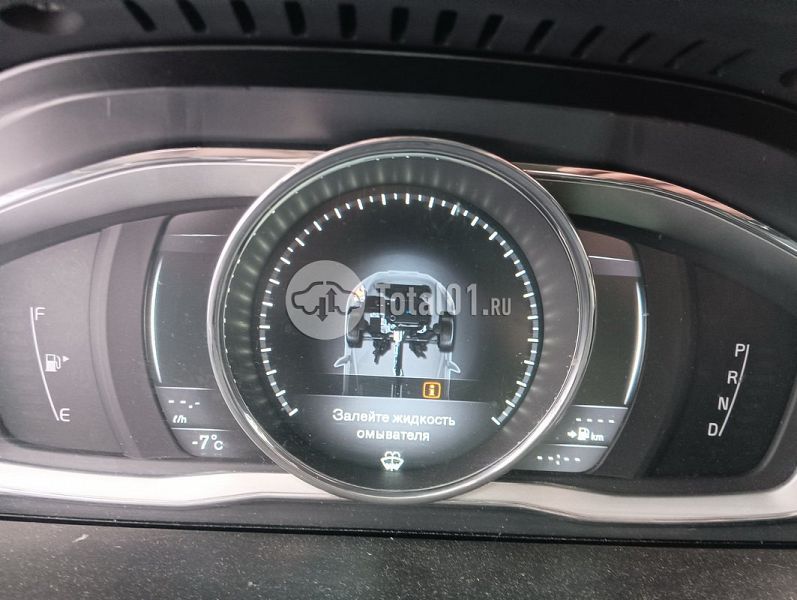 Total01.RU
F
E
-- -.-
ℓ/h
-7°c
i
Залейте жидкость
омывателя
P
R
N
D
km
--:--